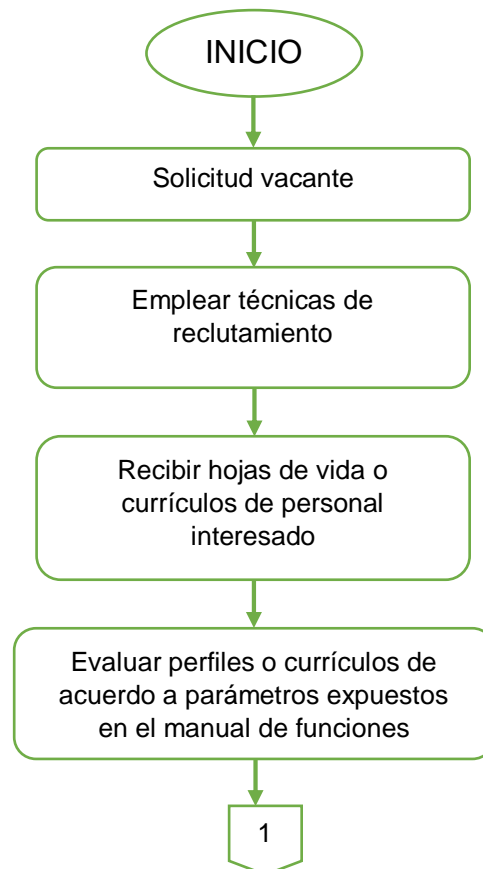 INICIO
Solicitud vacante
Emplear técnicas de
reclutamiento
Recibir hojas de vida o
currículos de personal
interesado
Evaluar perfiles o currículos de
acuerdo a parámetros expuestos
en el manual de funciones
1